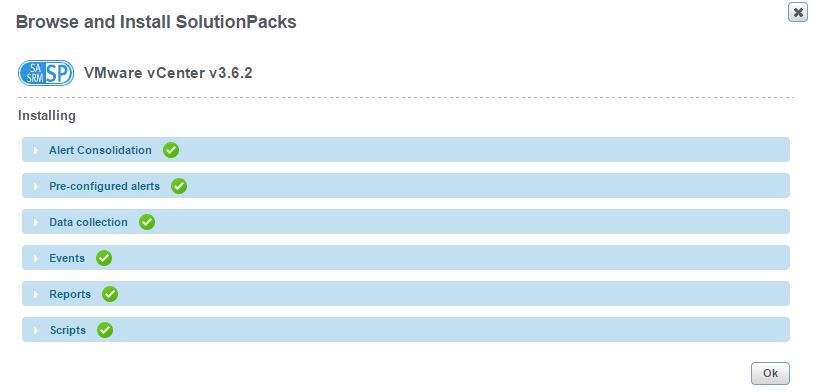 Browse and Install SolutionPacks
SA
SRM
SP
VMware vCenter v3.6.2
Installing
Alert Consolidation
Pre-configured alerts
Data collection
Events
Reports
Scripts
Ok